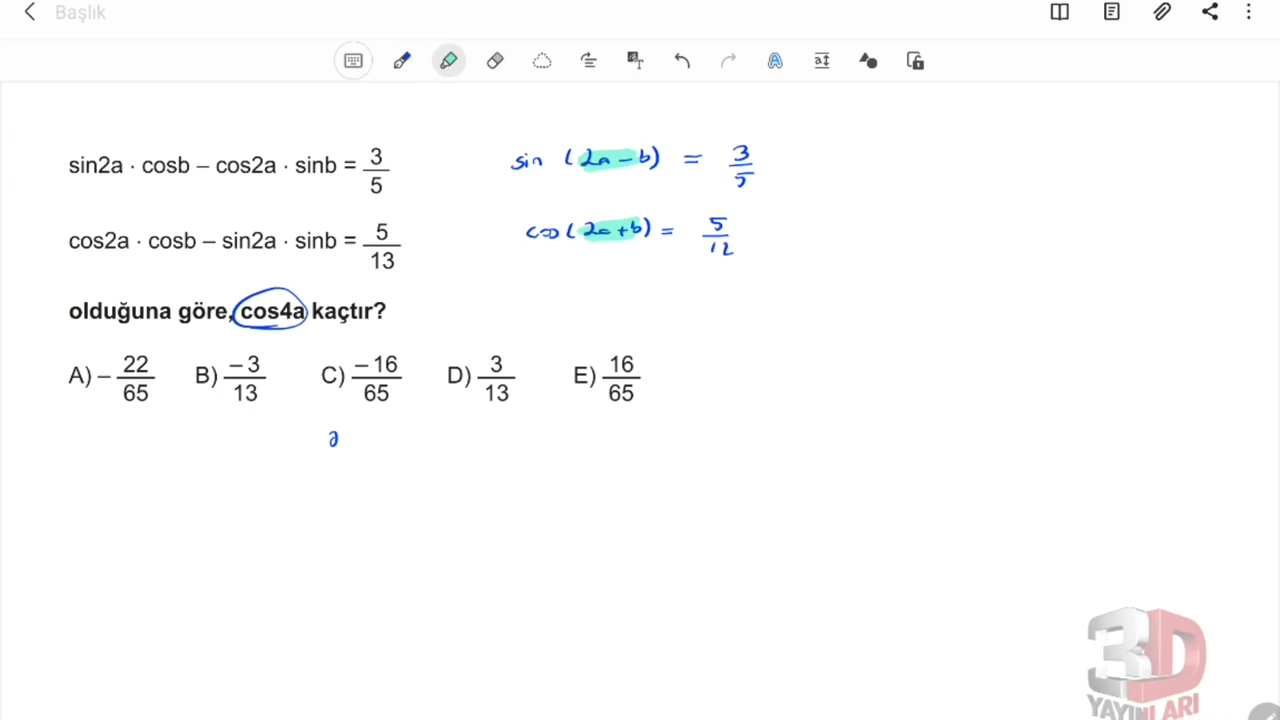 Başlık
sin2a · cosb – cos2a · sinb = 3/5
sin (2a – b) = 3/5
cos2a · cosb – sin2a · sinb = 5/13
cos(2a + b) = 5/12
olduğuna göre, cos4a kaçtır?
A) – 22/65 B) –3/13 C) –16/65 D) 3/13 E) 16/65
2
3D
YAYINLARI